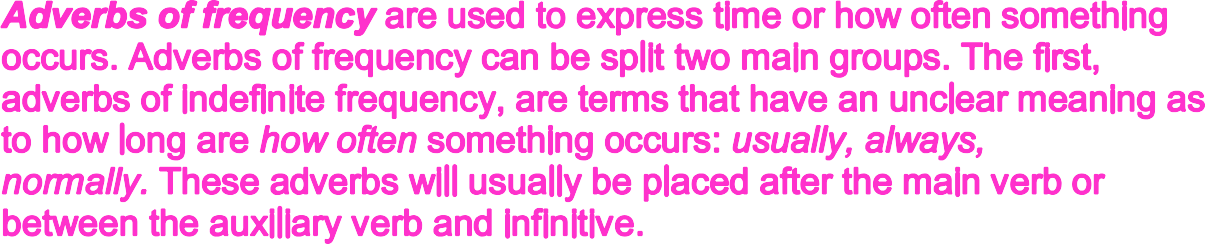 Adverbs of frequency are used to express time or how often something
occurs. Adverbs of frequency can be split two main groups. The first,
adverbs of indefinite frequency, are terms that have an unclear meaning as
to how long are how often something occurs: usually, always,
normally. These adverbs will usually be placed after the main verb or
between the auxiliary verb and infinitive.